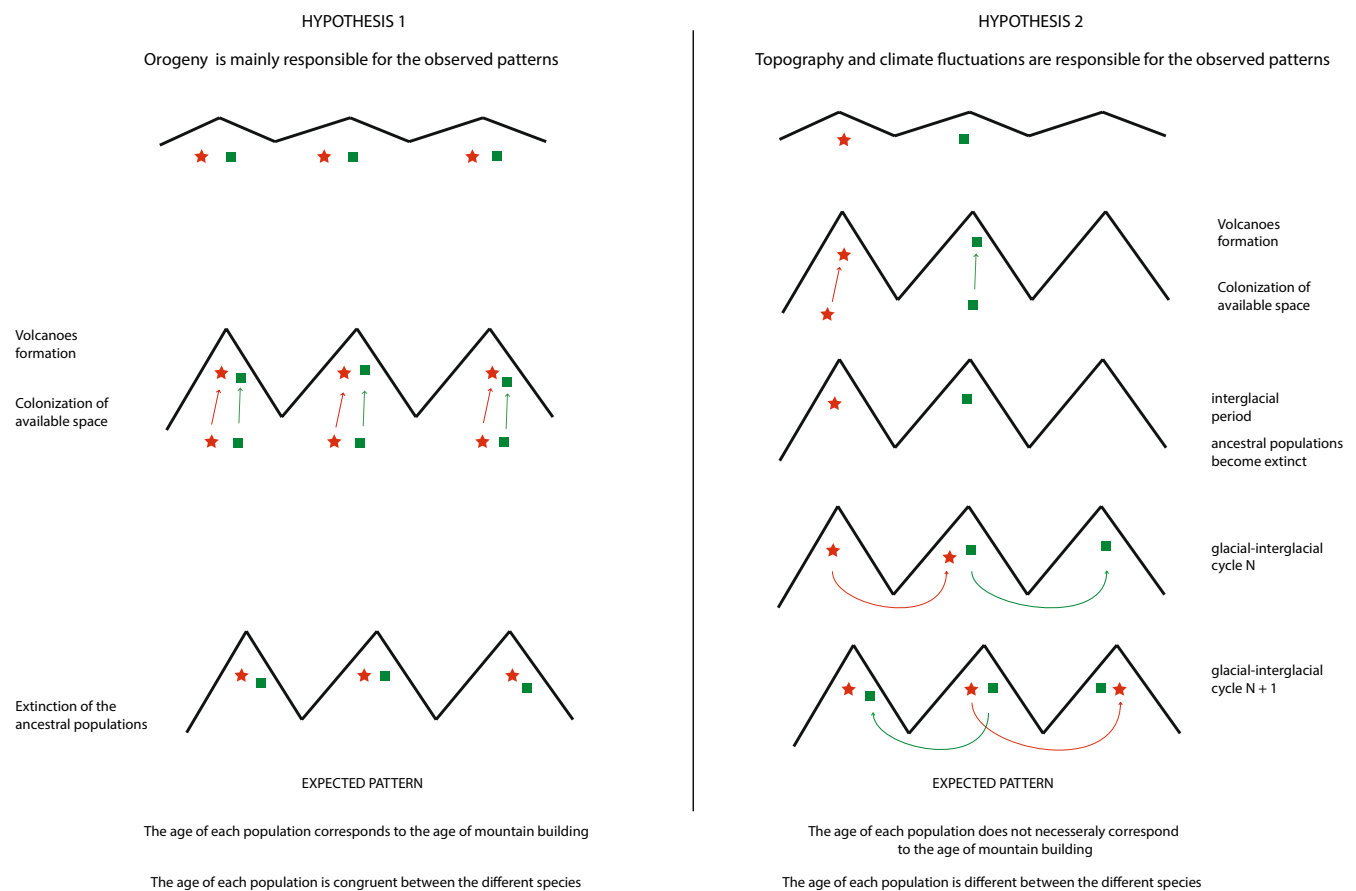 HYPOTHESIS 1
Orogeny is mainly responsible for the observed patterns
Volcanoes
formation
Colonization of
available space
Extinction of the
ancestral populations
EXPECTED PATTERN
The age of each population corresponds to the age of mountain building
The age of each population is congruent between the different species
HYPOTHESIS 2
Topography and climate fluctuations are responsible for the observed patterns
Volcanoes
formation
Colonization of
available space
interglacial
period
ancestral populations
become extinct
glacial-interglacial
cycle N
glacial-interglacial
cycle N + 1
EXPECTED PATTERN
The age of each population does not necesseraly correspond
to the age of mountain building
The age of each population is different between the different species